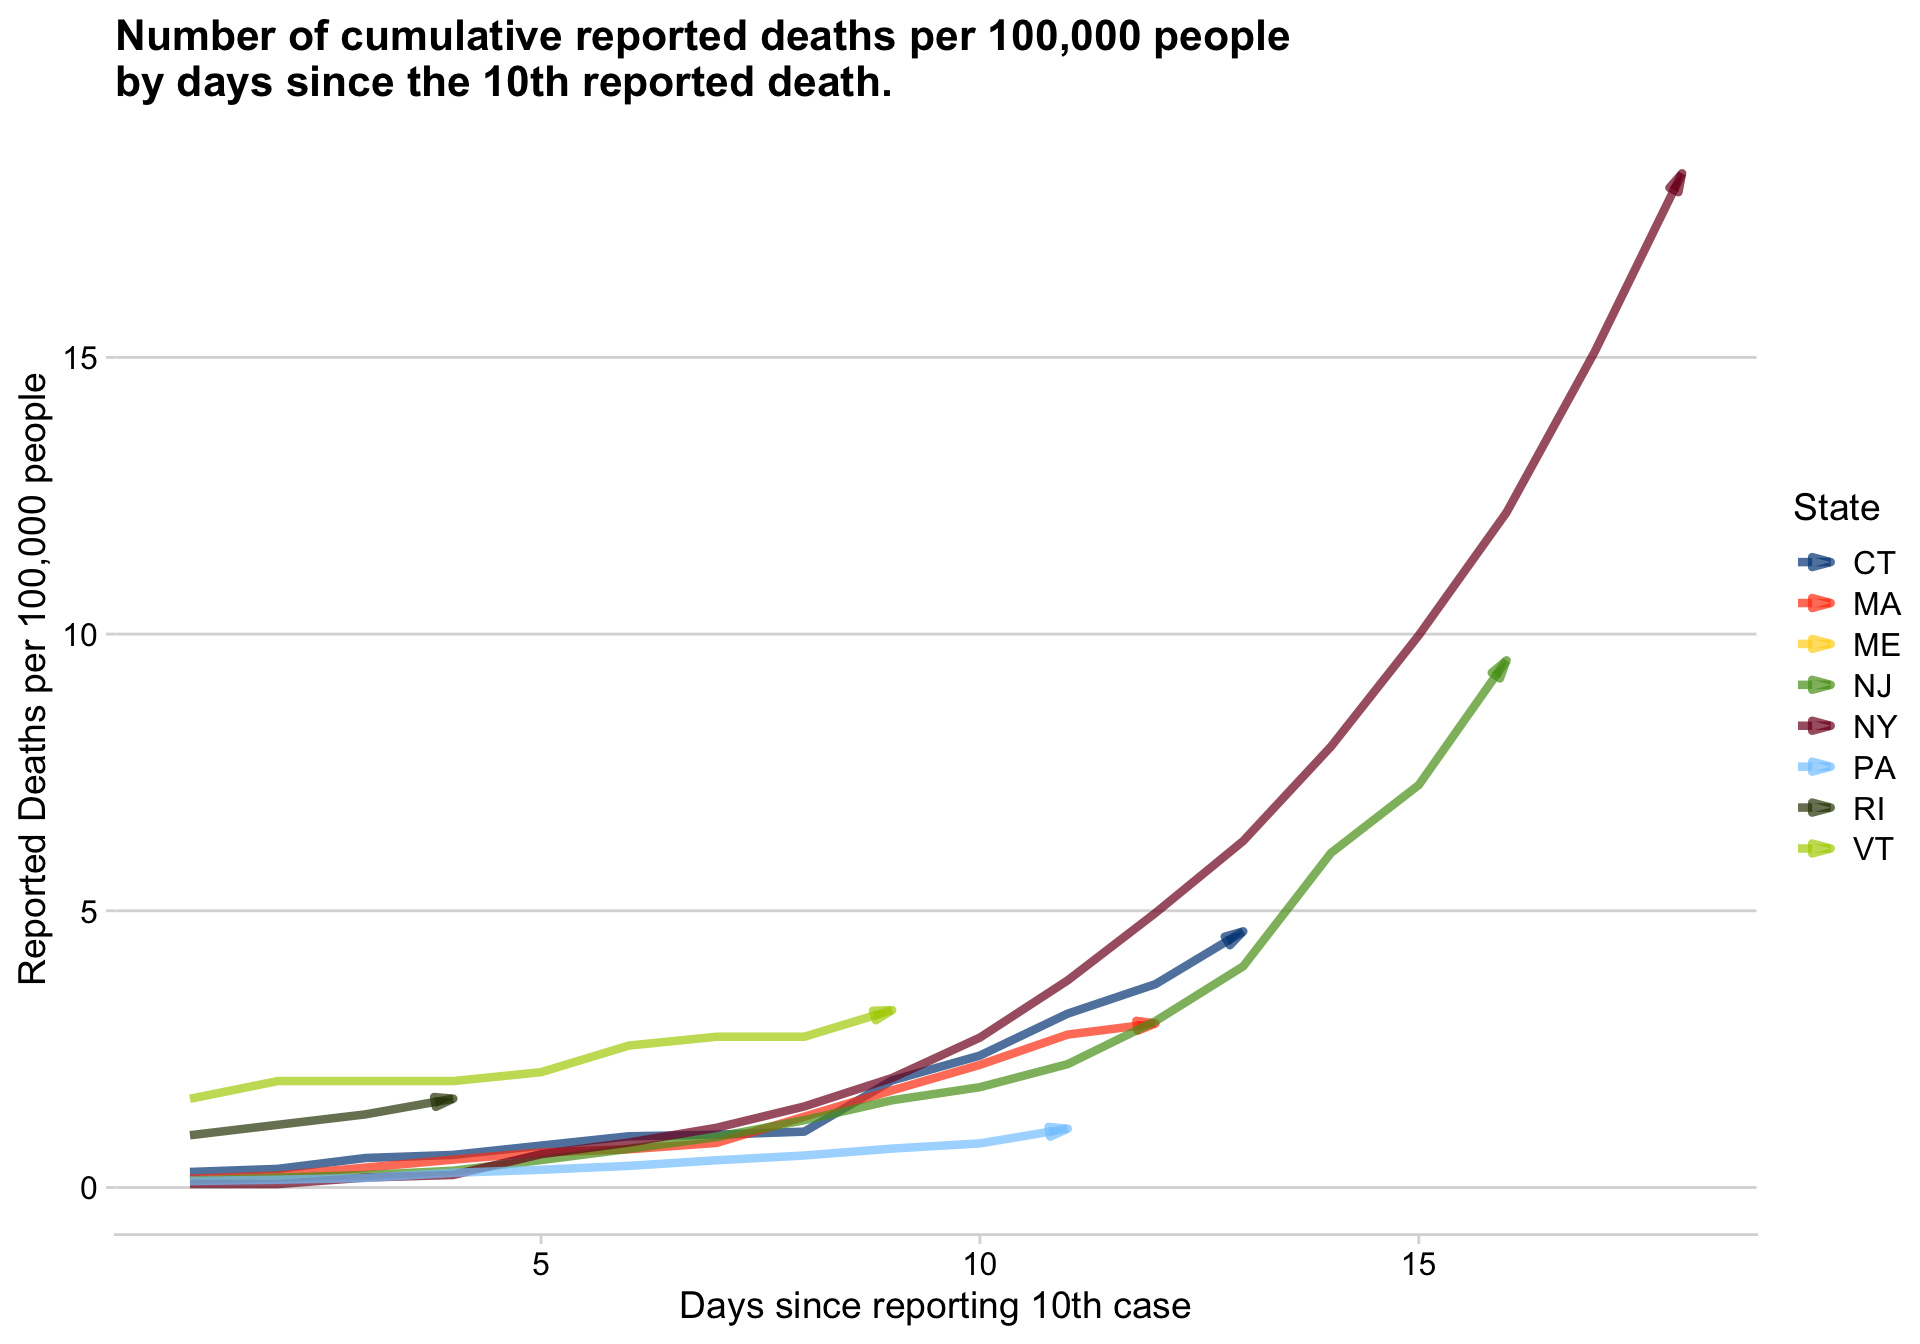 Number of cumulative reported deaths per 100,000 people
by days since the 10th reported death.
Reported Deaths per 100,000 people
15
10
5
0
5
10
15
Days since reporting 10th case
State
CT
MA
ME
NJ
NY
PA
RI
VT